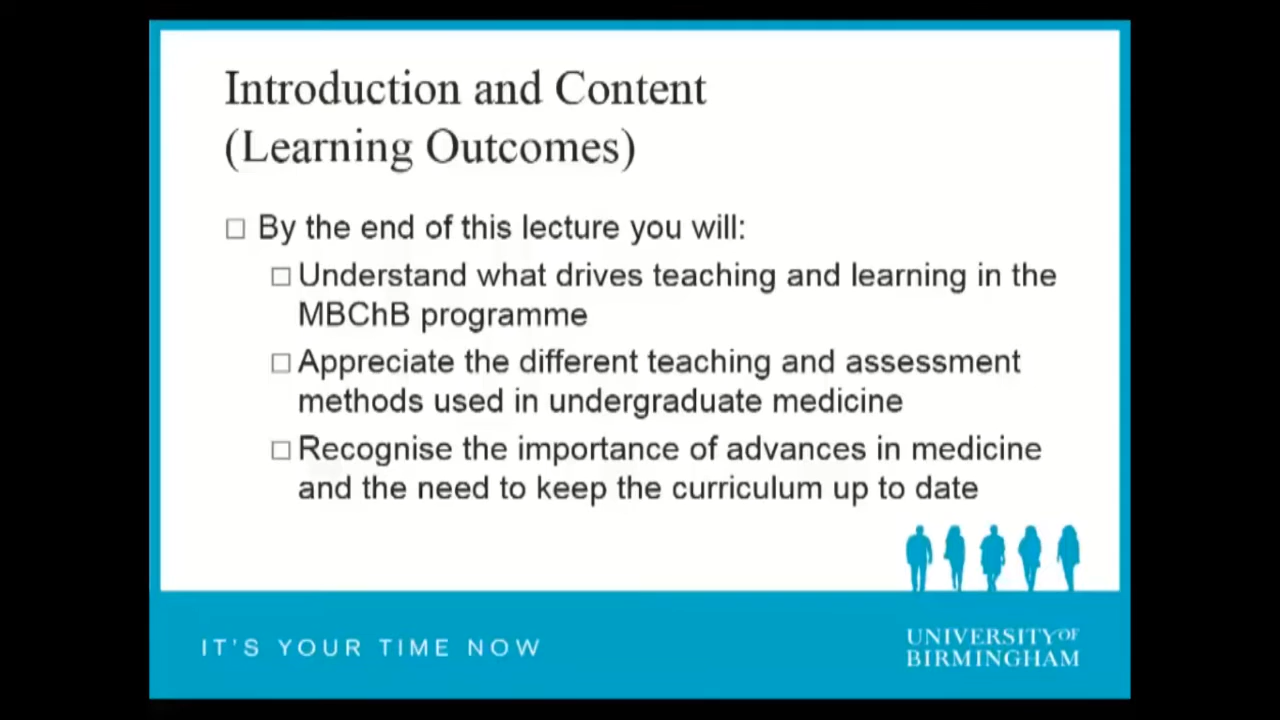 Introduction and Content
(Learning Outcomes)
By the end of this lecture you will:
Understand what drives teaching and learning in the
MBChB programme
Appreciate the different teaching and assessment
methods used in undergraduate medicine
Recognise the importance of advances in medicine
and the need to keep the curriculum up to date
IT'S YOUR TIME NOW
UNIVERSITY OF
BIRMINGHAM